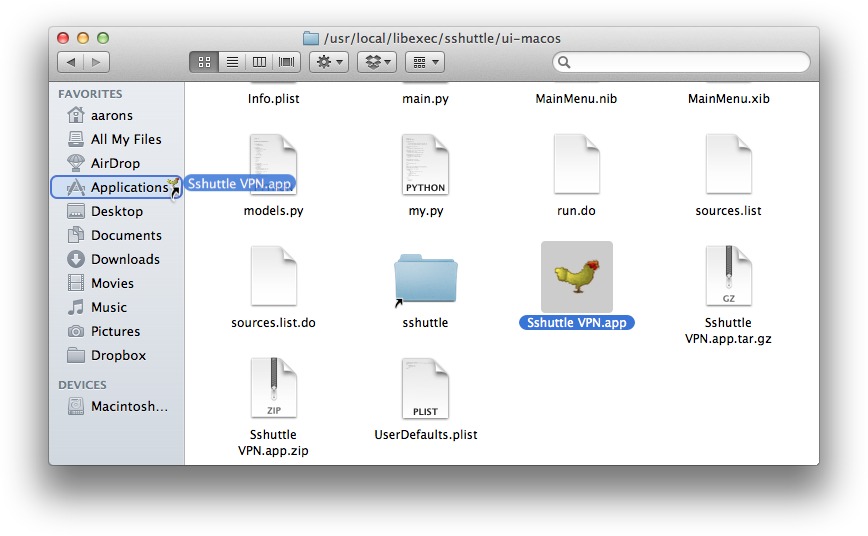 /usr/local/libexec/sshuttle/ui-macos
FAVORITES
aarons
All My Files
AirDrop
Applications
Sshuttle VPN.app
Desktop
Documents
Downloads
Movies
Music
Pictures
Dropbox
DEVICES
Macintosh...
Info.plist
main.py
MainMenu.nib
MainMenu.xib
PYTHON
models.py
my.py
run.do
sources.list
GZ
sources.list.do
sshuttle
Sshuttle VPN.app
Sshuttle
VPN.app.tar.gz
ZIP
PLIST
Sshuttle
VPN.app.zip
UserDefaults.plist